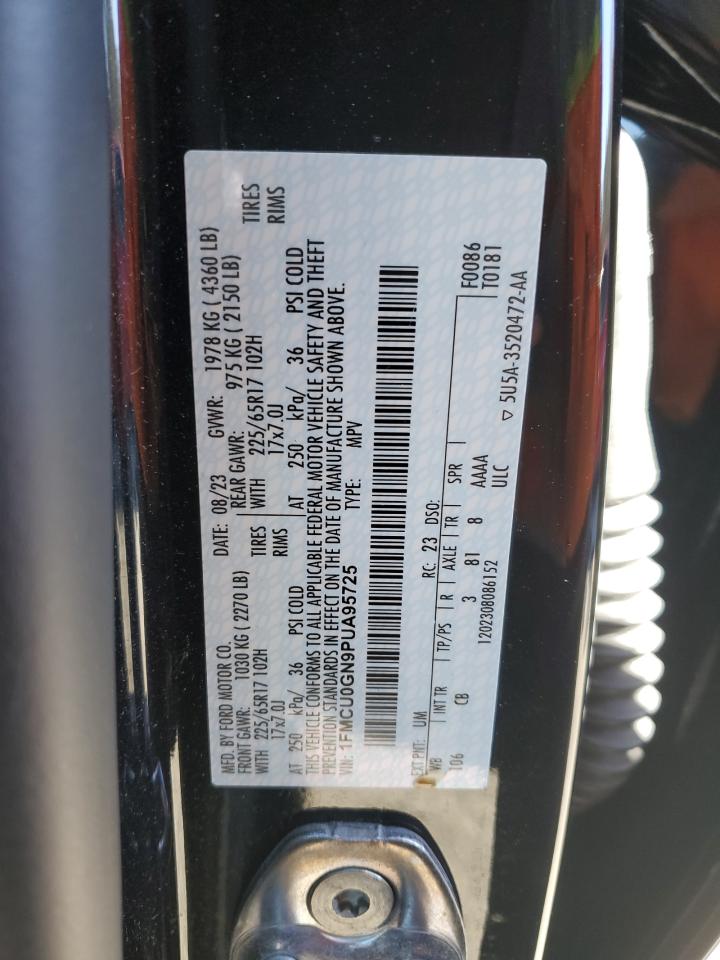 MFD. BY FORD MOTOR CO. DATE: 08/23 GVWR: 1978 KG ( 4360 LB)
FRONT GAWR: 1030 KG ( 2270 LB) REAR GAWR: 975 KG ( 2150 LB)
WITH 225/65R17 102H TIRES WITH 225/65R17 102H TIRES
17x7.0J RIMS 17x7.0J RIMS
AT 250 kPa/ 36 PSI COLD AT 250 kPa/ 36 PSI COLD
THIS VEHICLE CONFORMS TO ALL APPLICABLE FEDERAL MOTOR VEHICLE SAFETY AND THEFT
PREVENTION STANDARDS IN EFFECT ON THE DATE OF MANUFACTURE SHOWN ABOVE.
VIN: 1FMCU0GN9PUA95725 TYPE: MPV
EXT PNT: UM RC: 23 DSO: F0086
WB INT TR TP/PS R AXLE TR SPR T0181
106 CB 3 81 8 AAAA
1202308086152 ULC ▽ 5U5A-3520472-AA